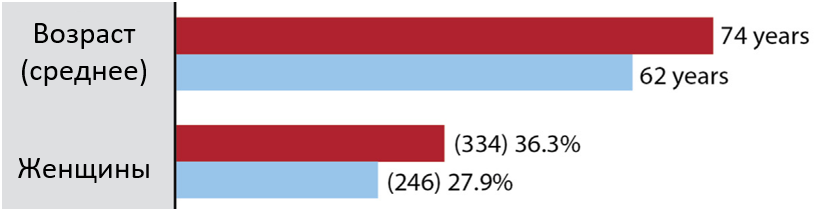 Возраст
(среднее)
74 years
62 years
Женщины
(334) 36.3%
(246) 27.9%